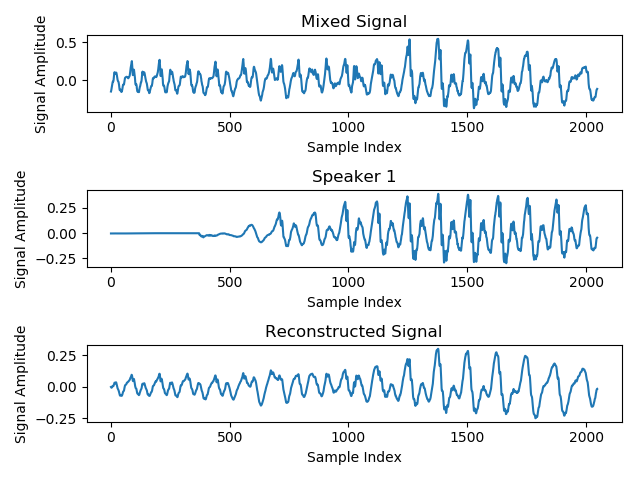 Mixed Signal
Signal Amplitude
0.5
0.0
0 500 1000 1500 2000
Sample Index
Speaker 1
Signal Amplitude
0.25
0.00
−0.25
0 500 1000 1500 2000
Sample Index
Reconstructed Signal
Signal Amplitude
0.25
0.00
−0.25
0 500 1000 1500 2000
Sample Index